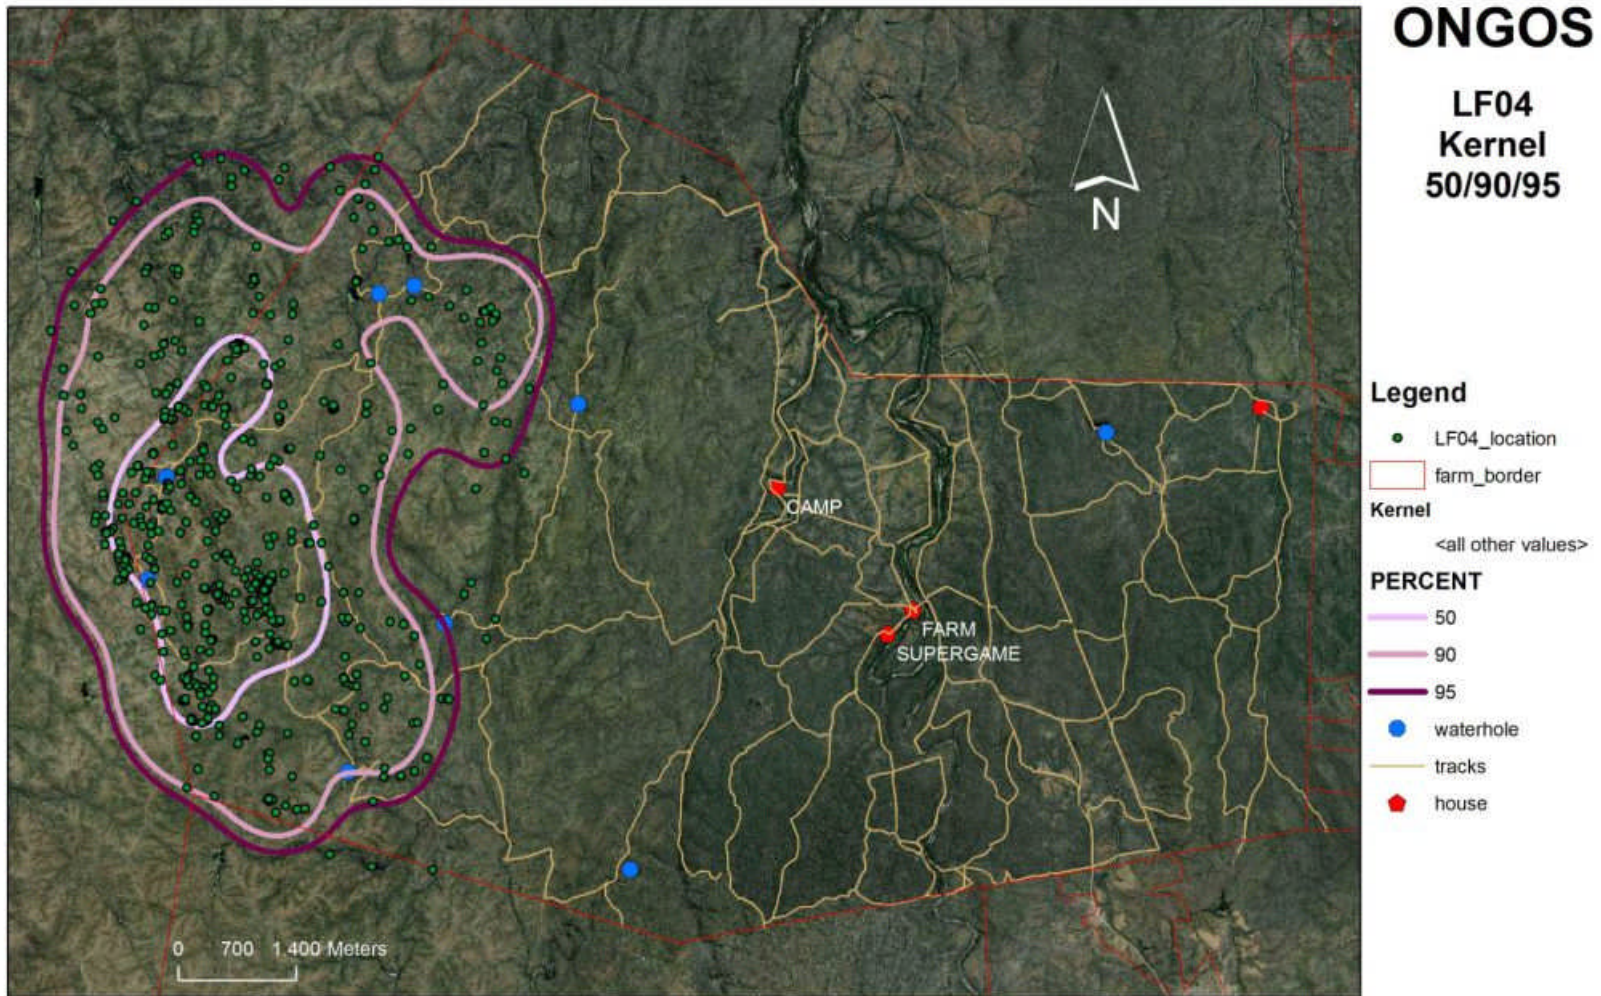 ONGOS
LF04
Kernel
50/90/95
N
CAMP
FARM
SUPERGAME
0 700 1.400 Meters
Legend
LF04_location
farm_border
Kernel
<all other values>
PERCENT
50
90
95
waterhole
tracks
house